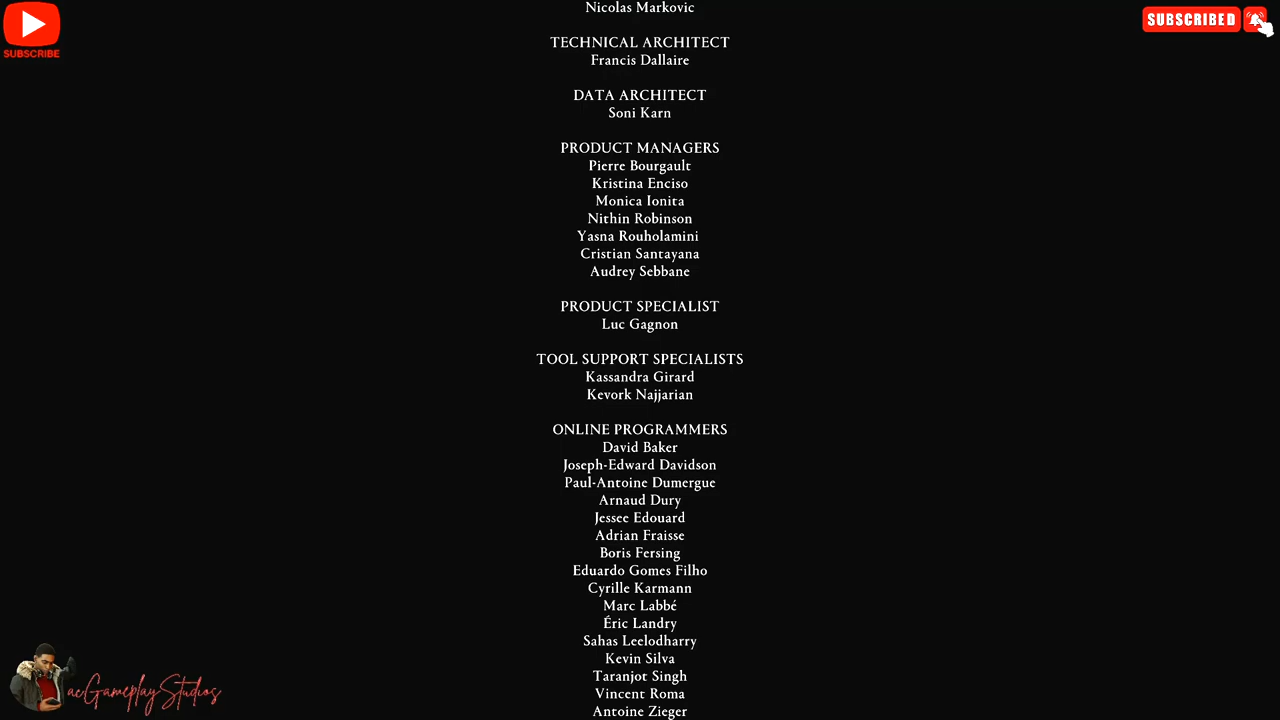 Nicolas Markovic
SUBSCRIBE
SUBSCRIBED
TECHNICAL ARCHITECT
Francis Dallaire
DATA ARCHITECT
Soni Karn
PRODUCT MANAGERS
Pierre Bourgault
Kristina Enciso
Monica Ionita
Nithin Robinson
Yasna Rouholamini
Cristian Santayana
Audrey Sebbane
PRODUCT SPECIALIST
Luc Gagnon
TOOL SUPPORT SPECIALISTS
Kassandra Girard
Kevork Najjarian
ONLINE PROGRAMMERS
David Baker
Joseph-Edward Davidson
Paul-Antoine Dumergue
Arnaud Dury
Jessee Edouard
Adrian Fraisse
Boris Fersing
Eduardo Gomes Filho
Cyrille Karmann
Marc Labbé
Éric Landry
Sahas Leelodharry
Kevin Silva
Taranjot Singh
Vincent Roma
Antoine Zieger
aeGameplayStudios